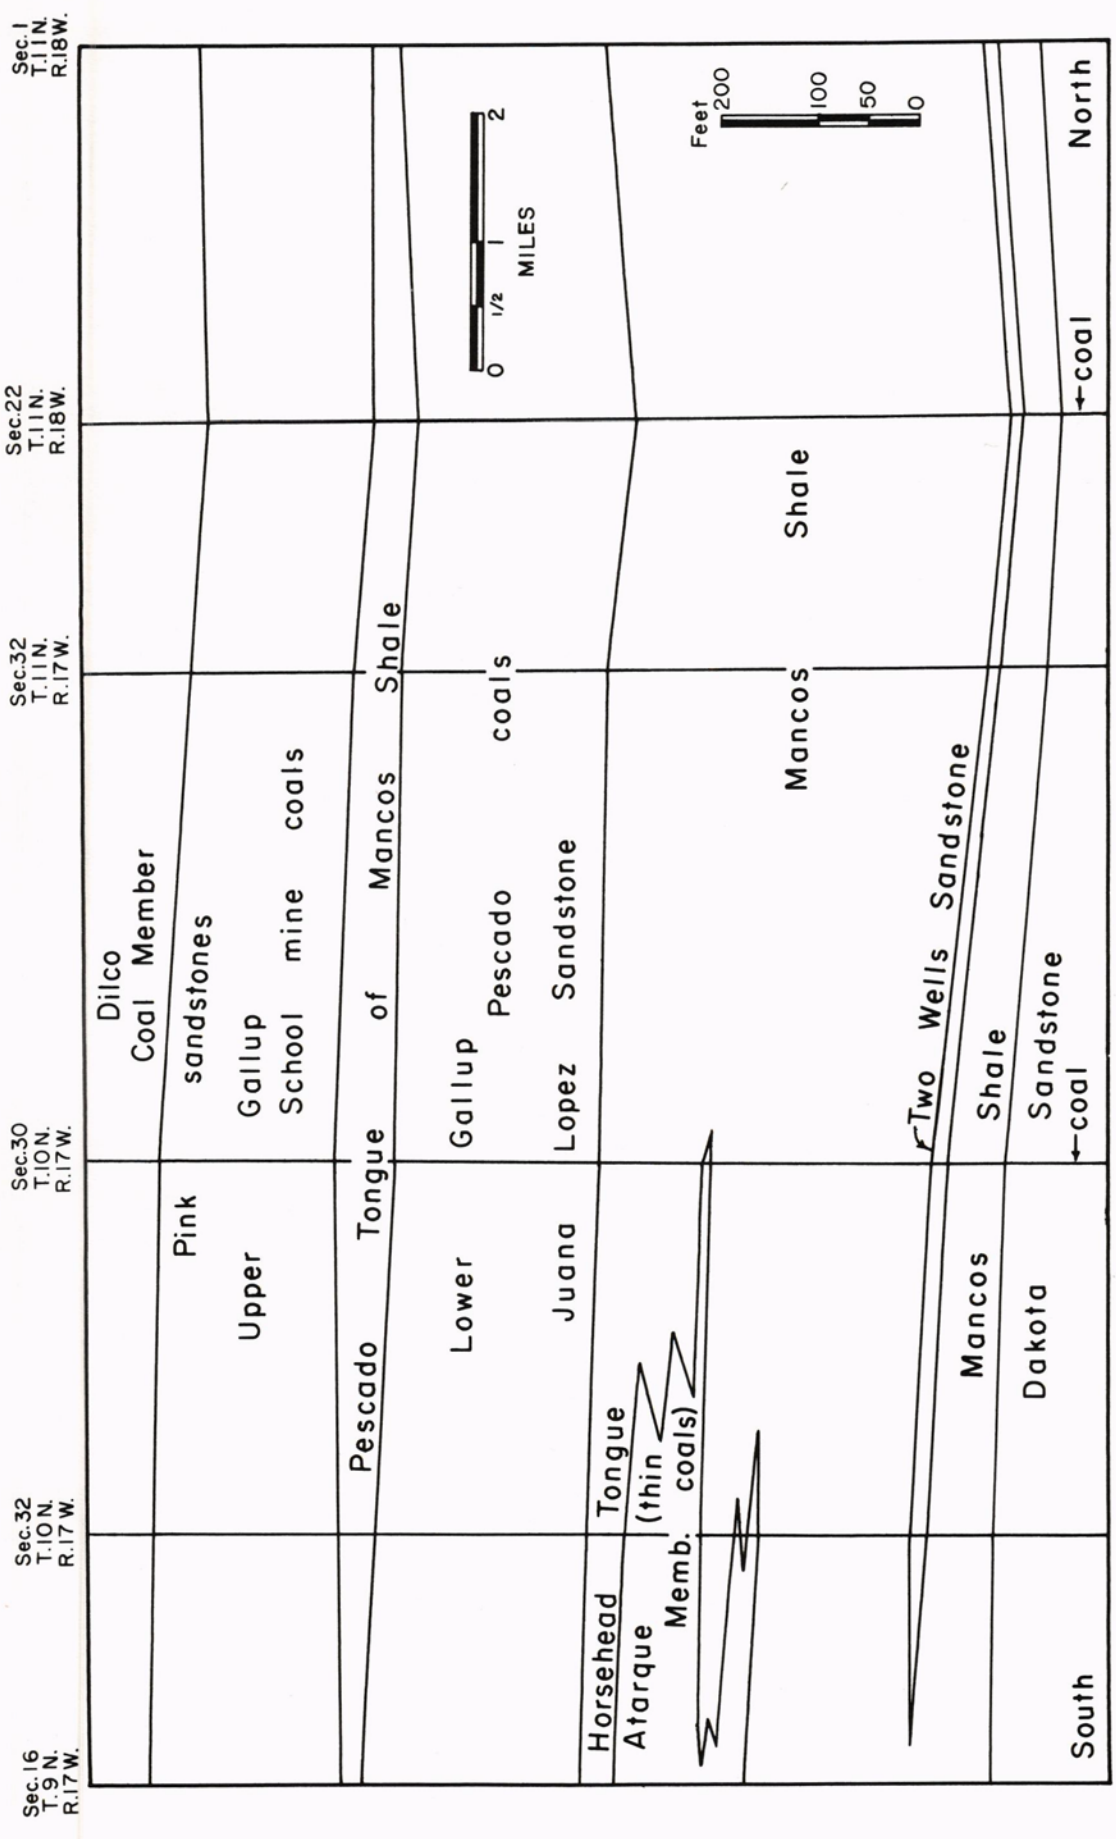 Sec.16
T.9 N.
R.17W.
Sec.32
T.10N.
R.17W.
Sec.30
T.10N.
R.17W.
Sec.32
T.11N.
R.17W.
Sec.22
T.11N.
R.18W.
Sec.1
T.11N.
R.18W.
Dilco
Coal Member
Pink sandstones
Upper Gallup
School mine coals
Pescado Tongue of Mancos Shale
Lower Gallup
Pescado coals
0 1/2 1 2
MILES
Juana Lopez Sandstone
Horsehead Tongue
Atarque (thin
Memb. coals)
Mancos Shale
Feet
200
100
50
0
Two Wells Sandstone
Mancos Shale
Dakota Sandstone
coal
coal
South
North